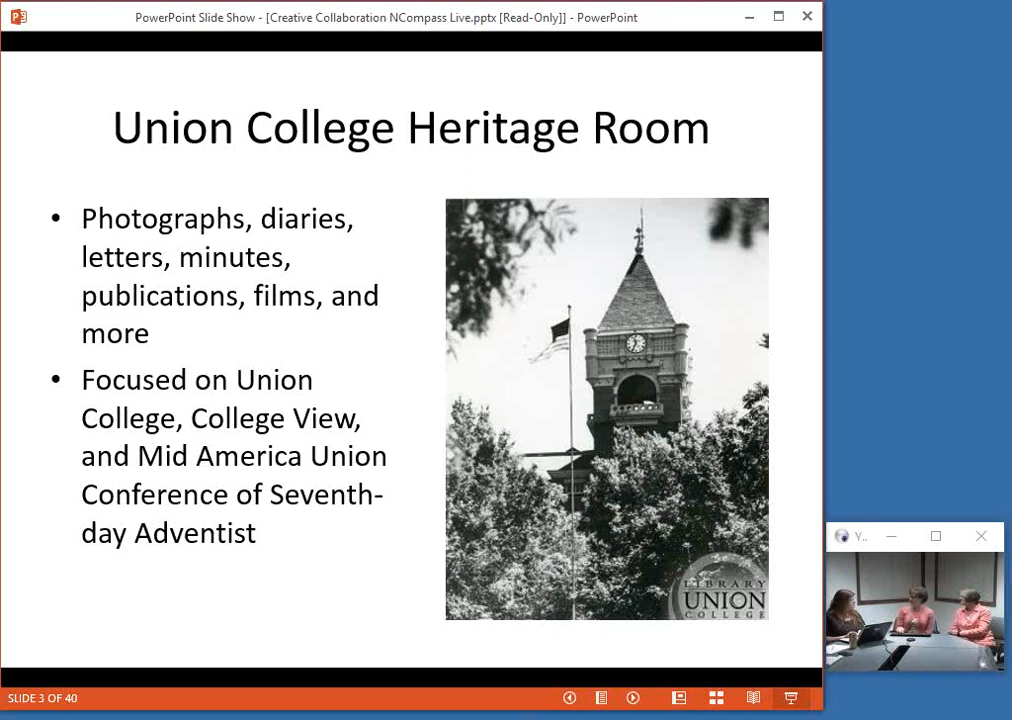 PowerPoint Slide Show - [Creative Collaboration NCompass Live.pptx [Read-Only]] - PowerPoint
Union College Heritage Room
• Photographs, diaries,
letters, minutes,
publications, films, and
more
• Focused on Union
College, College View,
and Mid America Union
Conference of Seventh-
day Adventist
LIBRARY
UNION
COLLEGE
Y..
SLIDE 3 OF 40